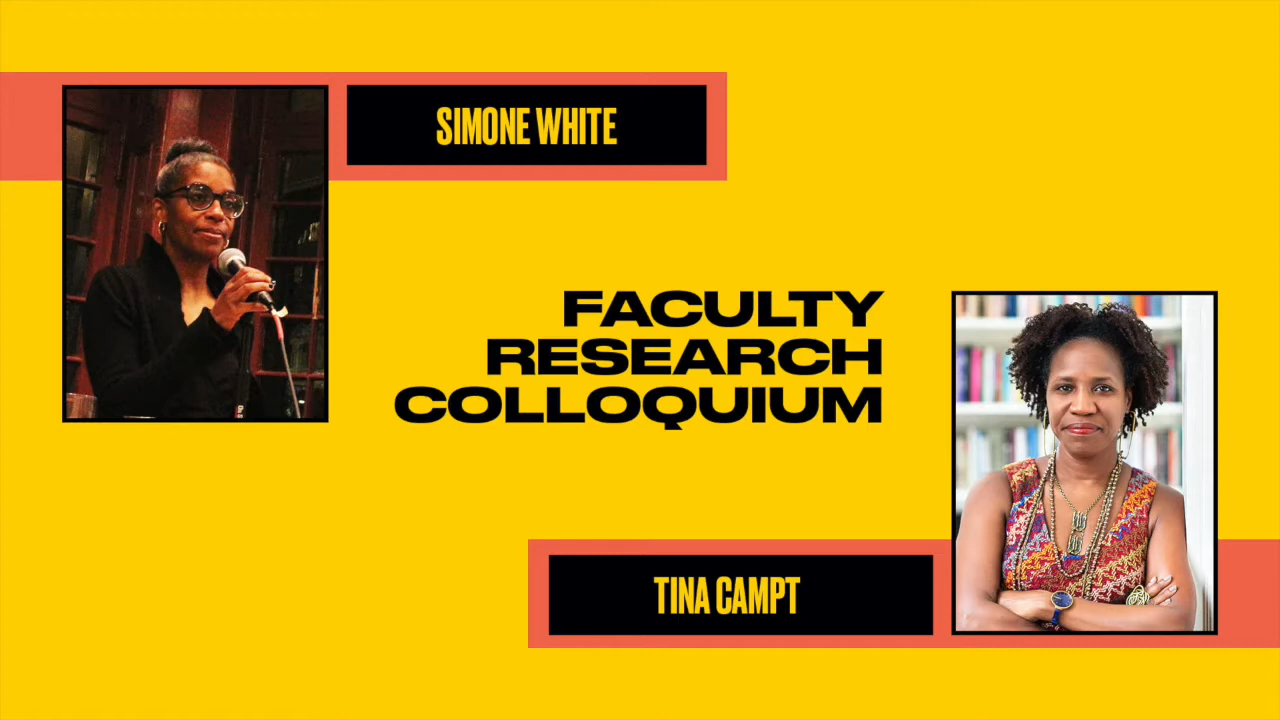 SIMONE WHITE
FACULTY
RESEARCH
COLLOQUIUM
TINA CAMPT